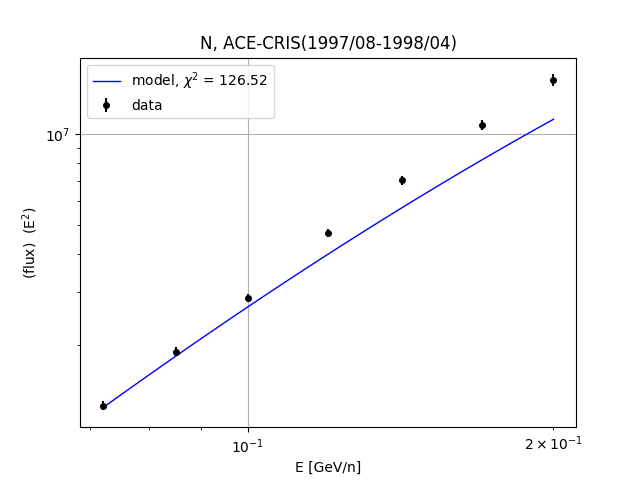 N, ACE-CRIS(1997/08-1998/04)
model, χ² = 126.52
data
10⁷
(flux) (E²)
10⁻¹
2 × 10⁻¹
E [GeV/n]